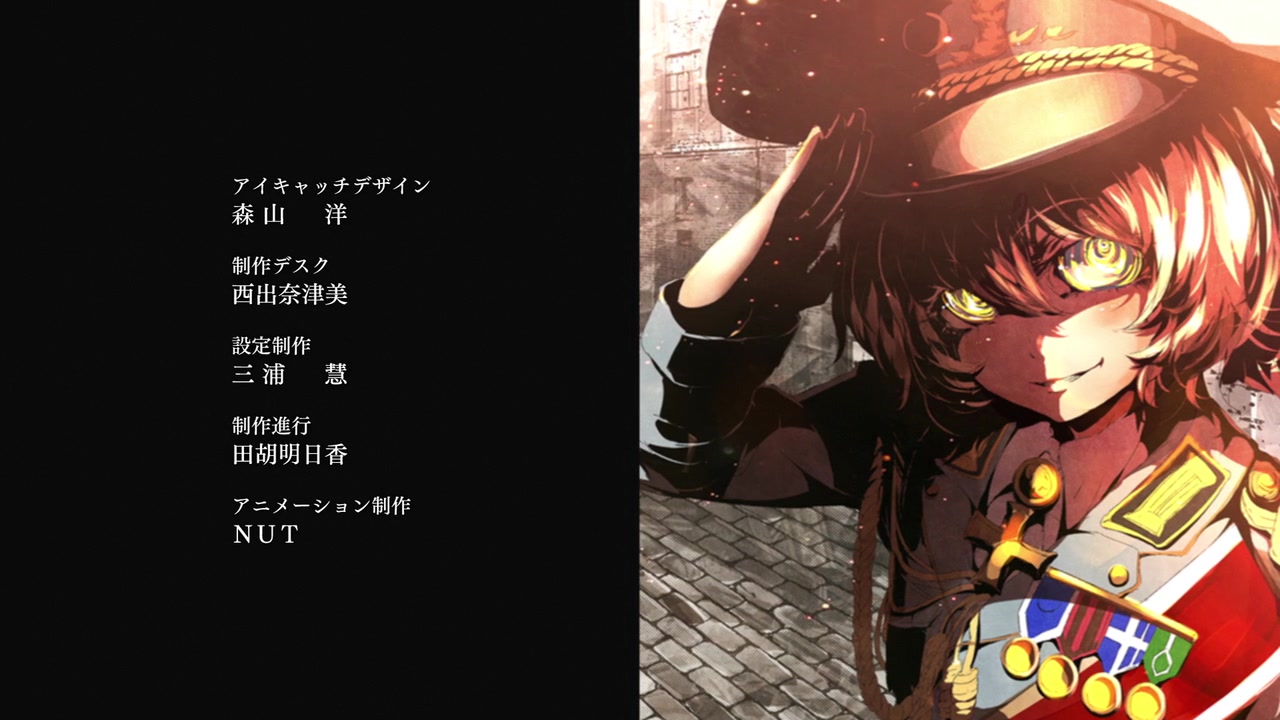 アイキャッチデザイン
森山　洋
制作デスク
西出奈津美
設定制作
三浦　慧
制作進行
田胡明日香
アニメーション制作
NUT